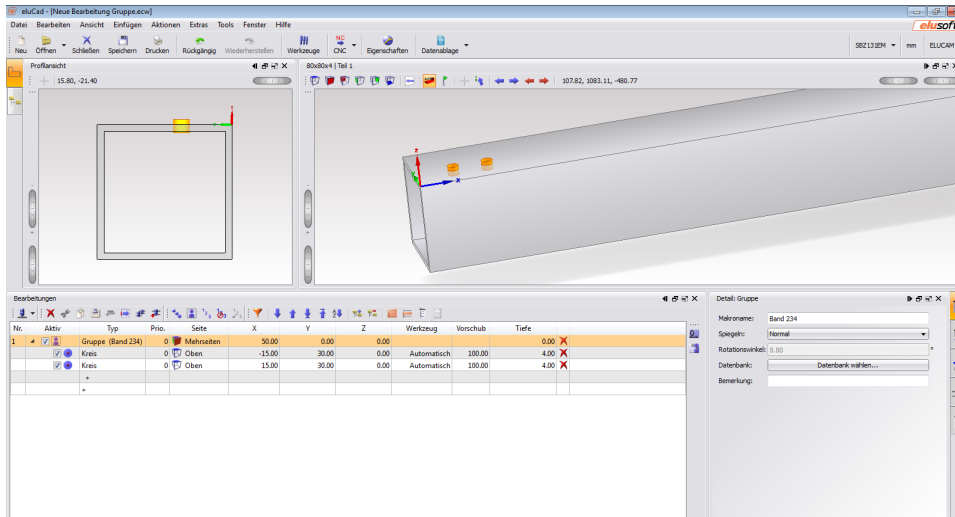 eluCad - [Neue Bearbeitung Gruppe.ecw]
Datei Bearbeiten Ansicht Einfügen Aktionen Extras Tools Fenster Hilfe
elusoft
Neu Öffnen Schließen Speichern Drucken Rückgängig Wiederherstellen Werkzeuge CNC Eigenschaften Datenablage
SBZ131EM mm ELUCAM
Profilansicht
15.80, -21.40
80x80x4 | Teil 1
107.82, 1083.11, -480.77
z
y
x
Bearbeitungen
Nr. Aktiv Typ Prio. Seite X Y Z Werkzeug Vorschub Tiefe
1 Gruppe (Band 234) 0 Mehrseiten 50.00 0.00 0.00 0.00
Kreis 0 Oben -15.00 30.00 0.00 Automatisch 100.00 4.00
Kreis 0 Oben 15.00 30.00 0.00 Automatisch 100.00 4.00
+
+
Detail: Gruppe
Makroname: Band 234
Spiegeln: Normal
Rotationswinkel: 0.00 °
Datenbank: Datenbank wählen...
Bemerkung: